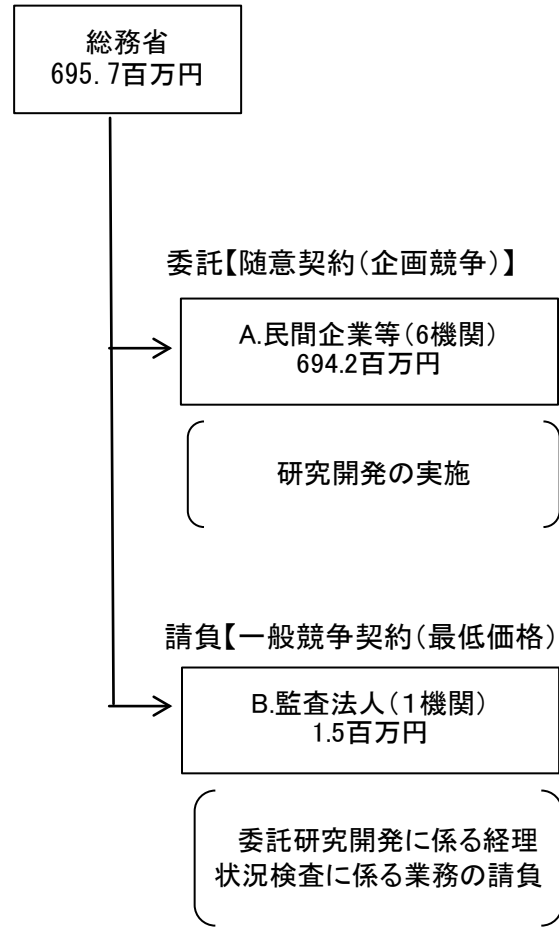 総務省
695.7百万円
委託【随意契約(企画競争)】
A.民間企業等(6機関)
694.2百万円
研究開発の実施
請負【一般競争契約(最低価格)
B.監査法人(1機関)
1.5百万円
委託研究開発に係る経理
状況検査に係る業務の請負